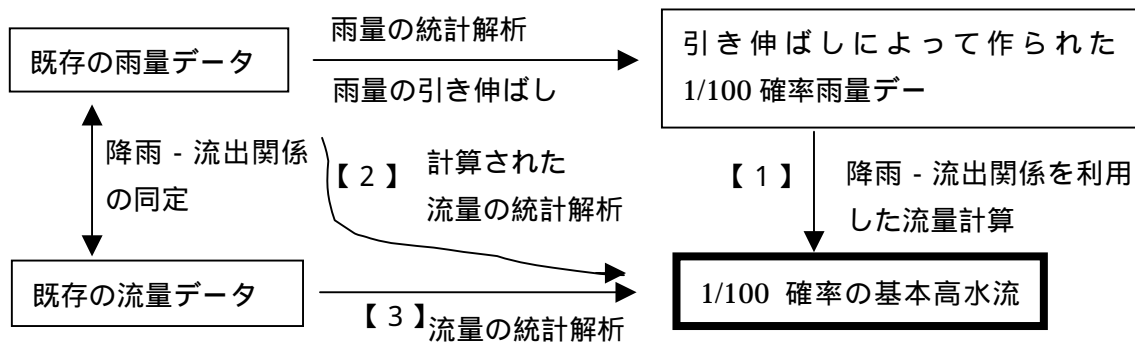 既存の雨量データ
雨量の統計解析
雨量の引き伸ばし
引き伸ばしによって作られた
1/100 確率雨量デー
降雨 - 流出関係
の同定
【 2 】 計算された
流量の統計解析
【 1 】
降雨 - 流出関係を利用
した流量計算
既存の流量データ
【 3 】流量の統計解析
1/100 確率の基本高水流